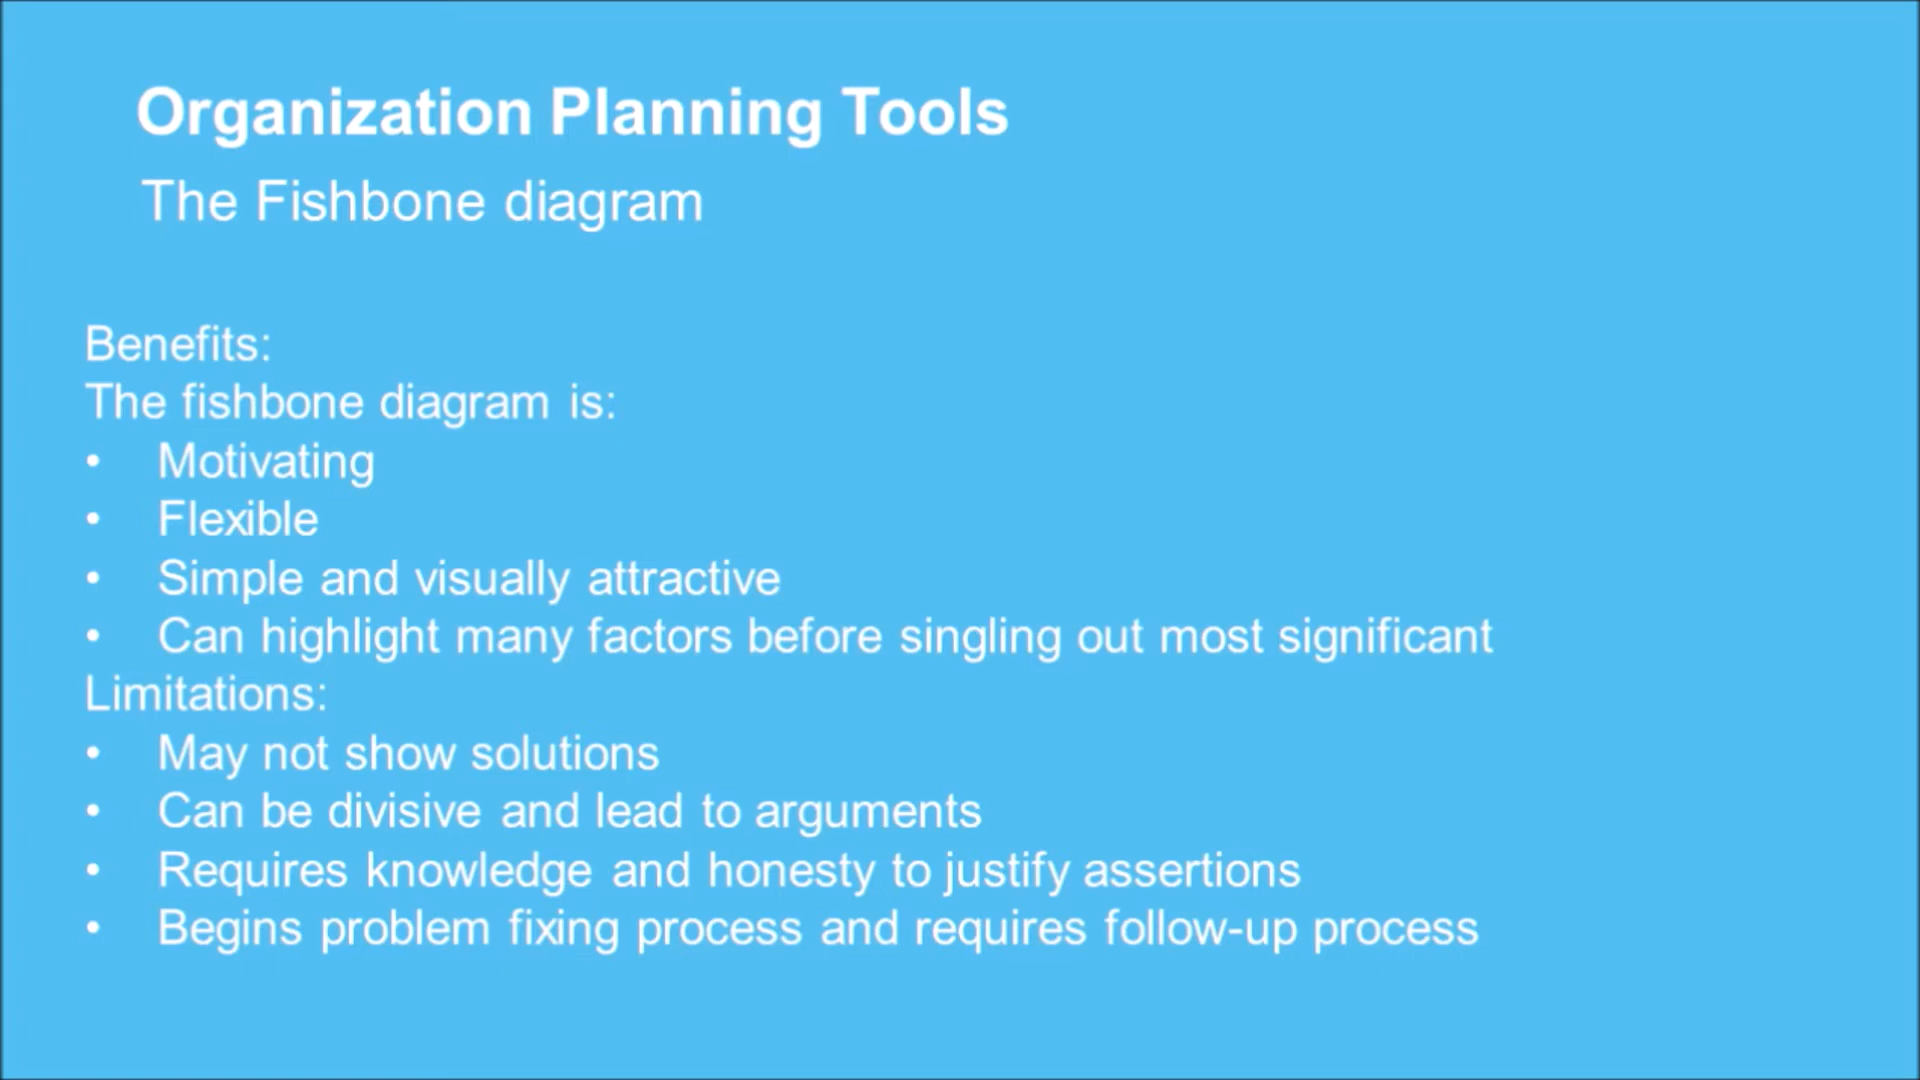 Organization Planning Tools
The Fishbone diagram
Benefits:
The fishbone diagram is:
• Motivating
• Flexible
• Simple and visually attractive
• Can highlight many factors before singling out most significant
Limitations:
• May not show solutions
• Can be divisive and lead to arguments
• Requires knowledge and honesty to justify assertions
• Begins problem fixing process and requires follow-up process